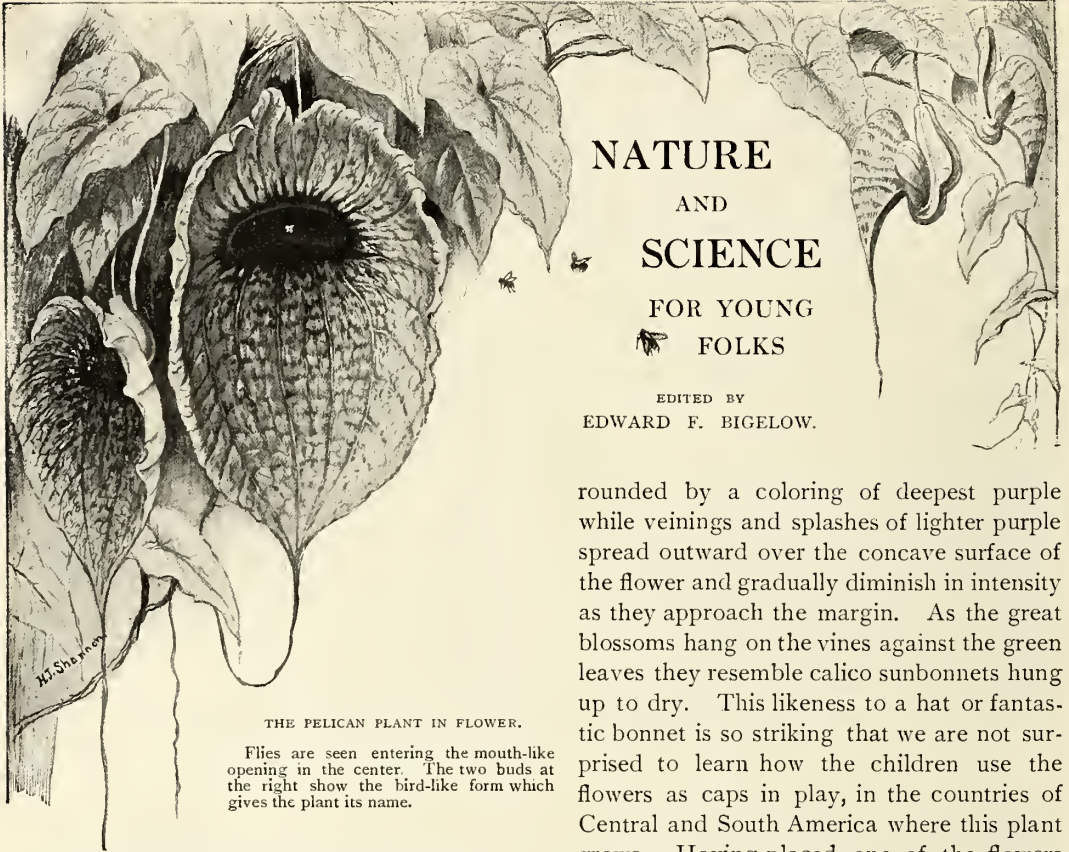 NATURE
AND
SCIENCE
FOR YOUNG
FOLKS
EDITED BY
EDWARD F. BIGELOW.
H.J. Shannon
THE PELICAN PLANT IN FLOWER.
Flies are seen entering the mouth-like
opening in the center. The two buds at
the right show the bird-like form which
gives the plant its name.
rounded by a coloring of deepest purple
while veinings and splashes of lighter purple
spread outward over the concave surface of
the flower and gradually diminish in intensity
as they approach the margin. As the great
blossoms hang on the vines against the green
leaves they resemble calico sunbonnets hung
up to dry. This likeness to a hat or fantas-
tic bonnet is so striking that we are not sur-
prised to learn how the children use the
flowers as caps in play, in the countries of
Central and South America where this plant
Having placed one of the flowers